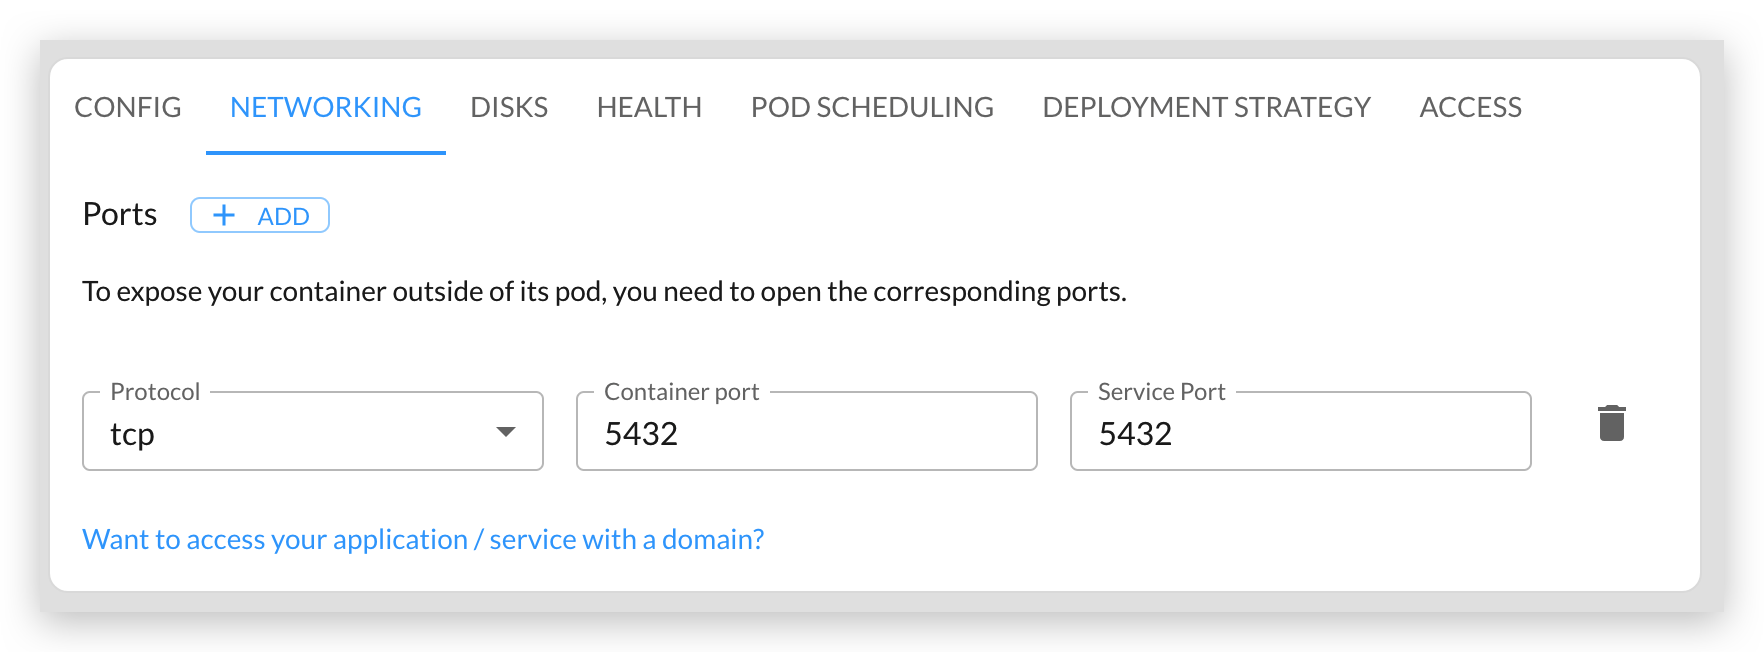 CONFIG NETWORKING DISKS HEALTH POD SCHEDULING DEPLOYMENT STRATEGY ACCESS
Ports + ADD
To expose your container outside of its pod, you need to open the corresponding ports.
Protocol Container port Service Port
tcp 5432 5432
Want to access your application / service with a domain?